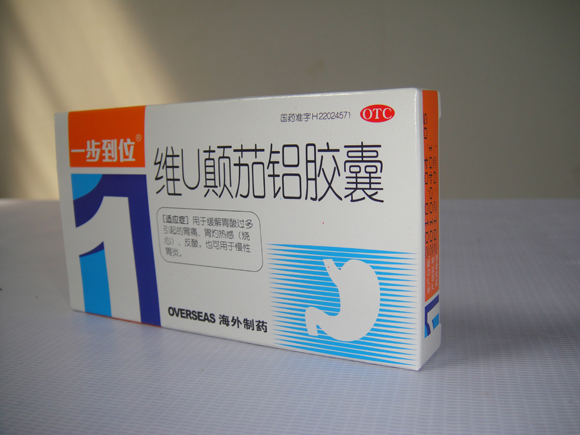 国药准字H22024571 OTC
一步到位®
维U颠茄铝胶囊
1
[适应症] 用于缓解胃酸过多
引起的胃痛、胃灼热感（烧
心）、反酸，也可用于慢性
胃炎。
OVERSEAS 海外制药